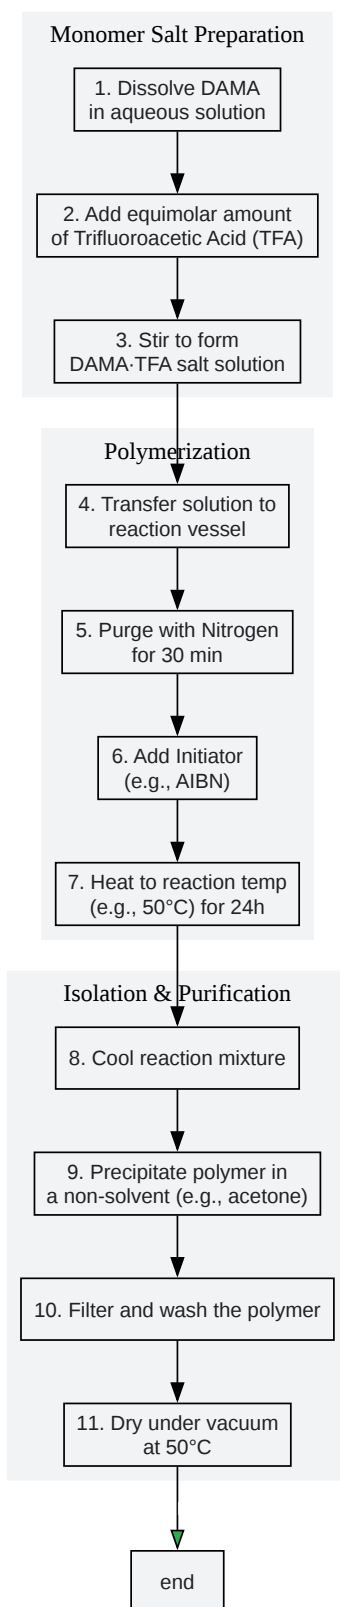 Monomer Salt Preparation
1. Dissolve DAMA
in aqueous solution
2. Add equimolar amount
of Trifluoroacetic Acid (TFA)
3. Stir to form
DAMA·TFA salt solution
Polymerization
4. Transfer solution to
reaction vessel
5. Purge with Nitrogen
for 30 min
6. Add Initiator
(e.g., AIBN)
7. Heat to reaction temp
(e.g., 50°C) for 24h
Isolation & Purification
8. Cool reaction mixture
9. Precipitate polymer in
a non-solvent (e.g., acetone)
10. Filter and wash the polymer
11. Dry under vacuum
at 50°C
end